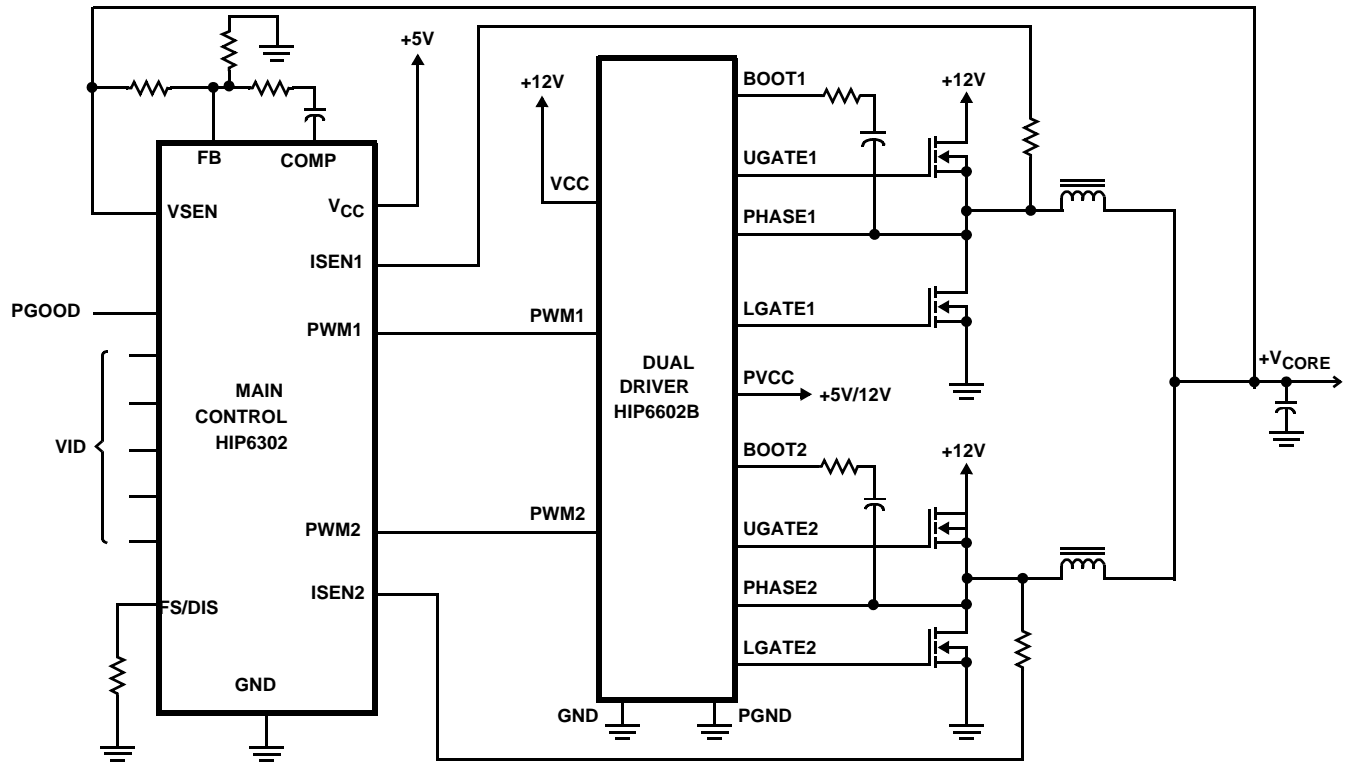 +5V
FB
COMP
VSEN
VCC
ISEN1
PGOOD
PWM1
MAIN
CONTROL
HIP6302
VID
PWM2
ISEN2
FS/DIS
GND
+12V
VCC
PWM1
DUAL
DRIVER
HIP6602B
PWM2
GND
PGND
BOOT1
UGATE1
PHASE1
LGATE1
PVCC
+5V/12V
BOOT2
UGATE2
PHASE2
LGATE2
+12V
+12V
+VCORE